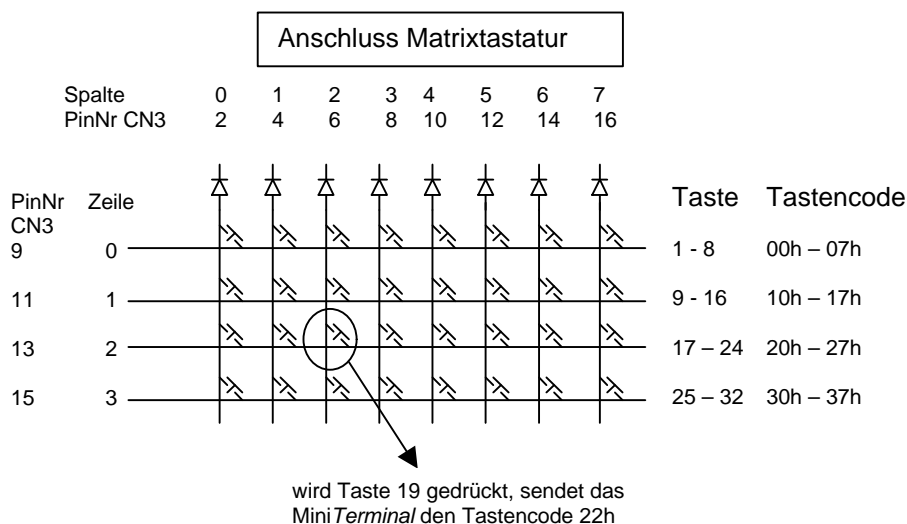 Anschluss Matrixtastatur
Spalte 0 1 2 3 4 5 6 7
PinNr CN3 2 4 6 8 10 12 14 16
PinNr Zeile Taste Tastencode
CN3
9 0 1 - 8 00h – 07h
11 1 9 - 16 10h – 17h
13 2 17 – 24 20h – 27h
15 3 25 – 32 30h – 37h
wird Taste 19 gedrückt, sendet das
MiniTerminal den Tastencode 22h